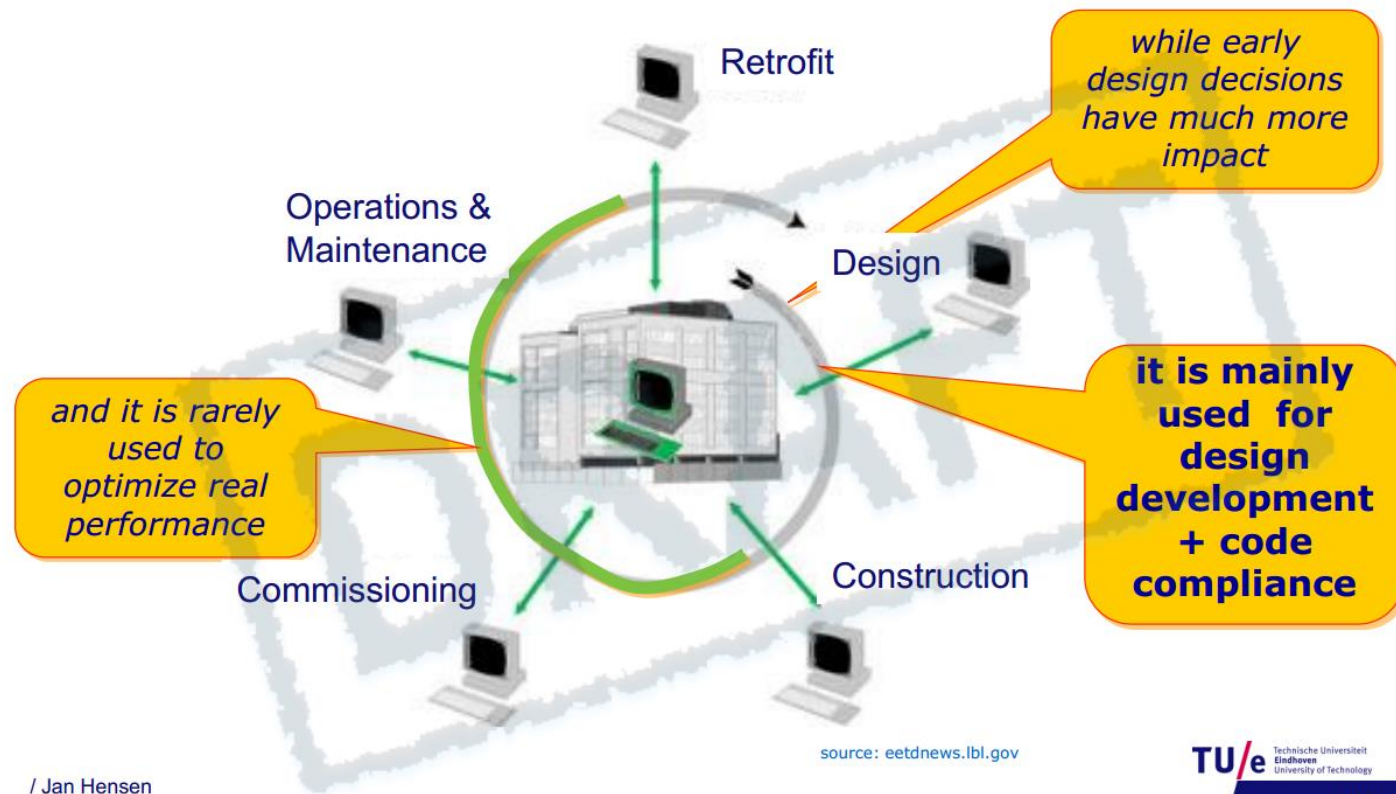 Retrofit
while early
design decisions
have much more
impact
Operations &
Maintenance
Design
it is mainly
used for
design
development
+ code
compliance
and it is rarely
used to
optimize real
performance
Commissioning
Construction
DRAFT
source: eetdnews.lbl.gov
/ Jan Hensen
TU/e Technische Universiteit
Eindhoven
University of Technology